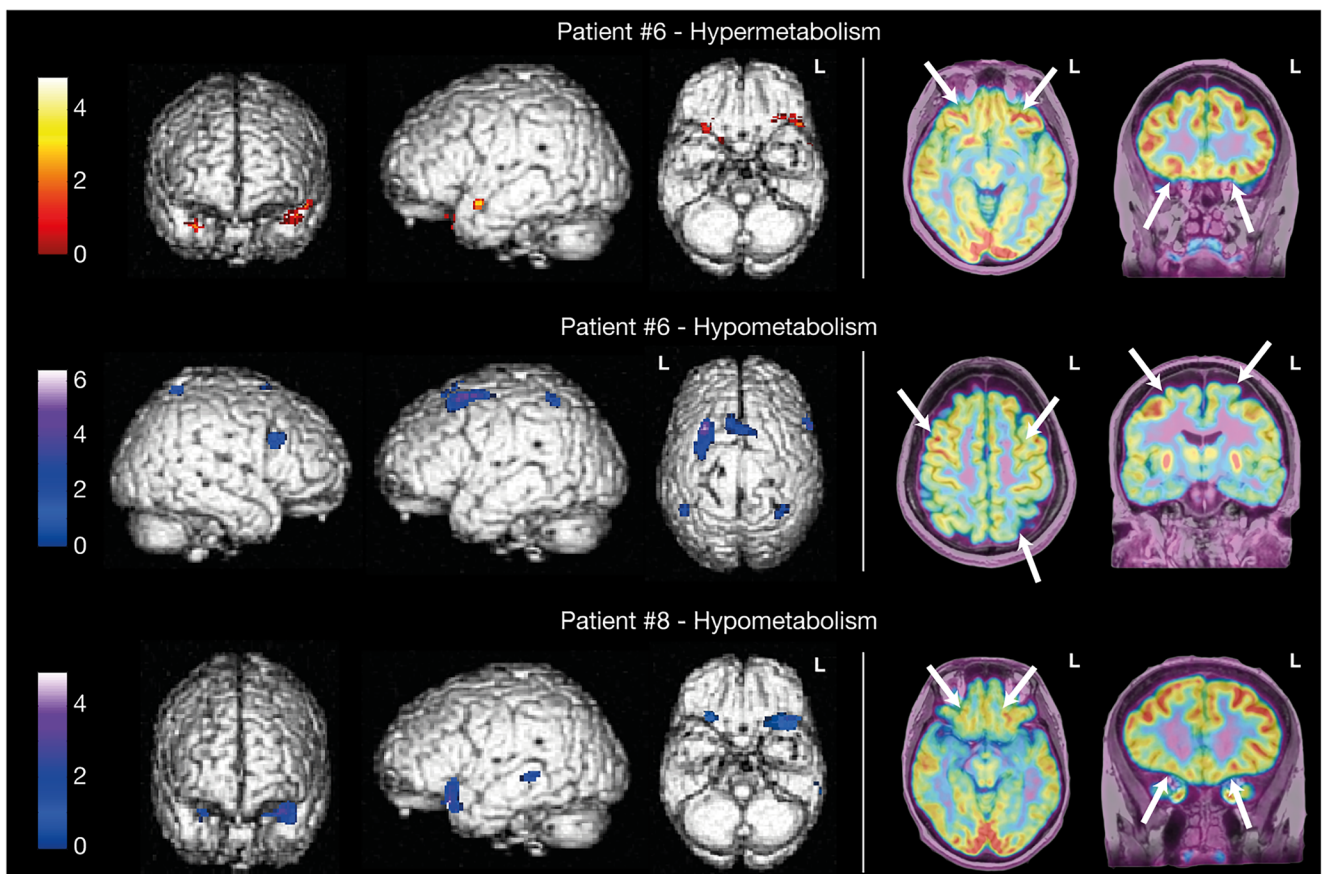 Patient #6 - Hypermetabolism
L
L
L
4
2
0
Patient #6 - Hypometabolism
L
L
L
6
4
2
0
Patient #8 - Hypometabolism
L
L
L
4
2
0